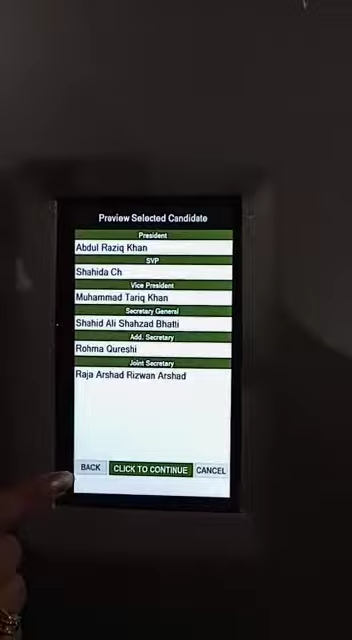 Preview Selected Candidate
President
Abdul Raziq Khan
SVP
Shahida Ch
Vice President
Muhammad Tariq Khan
Secretary General
Shahid Ali Shahzad Bhatti
Add. Secretary
Rohma Qureshi
Joint Secretary
Raja Arshad Rizwan Arshad
BACK CLICK TO CONTINUE CANCEL